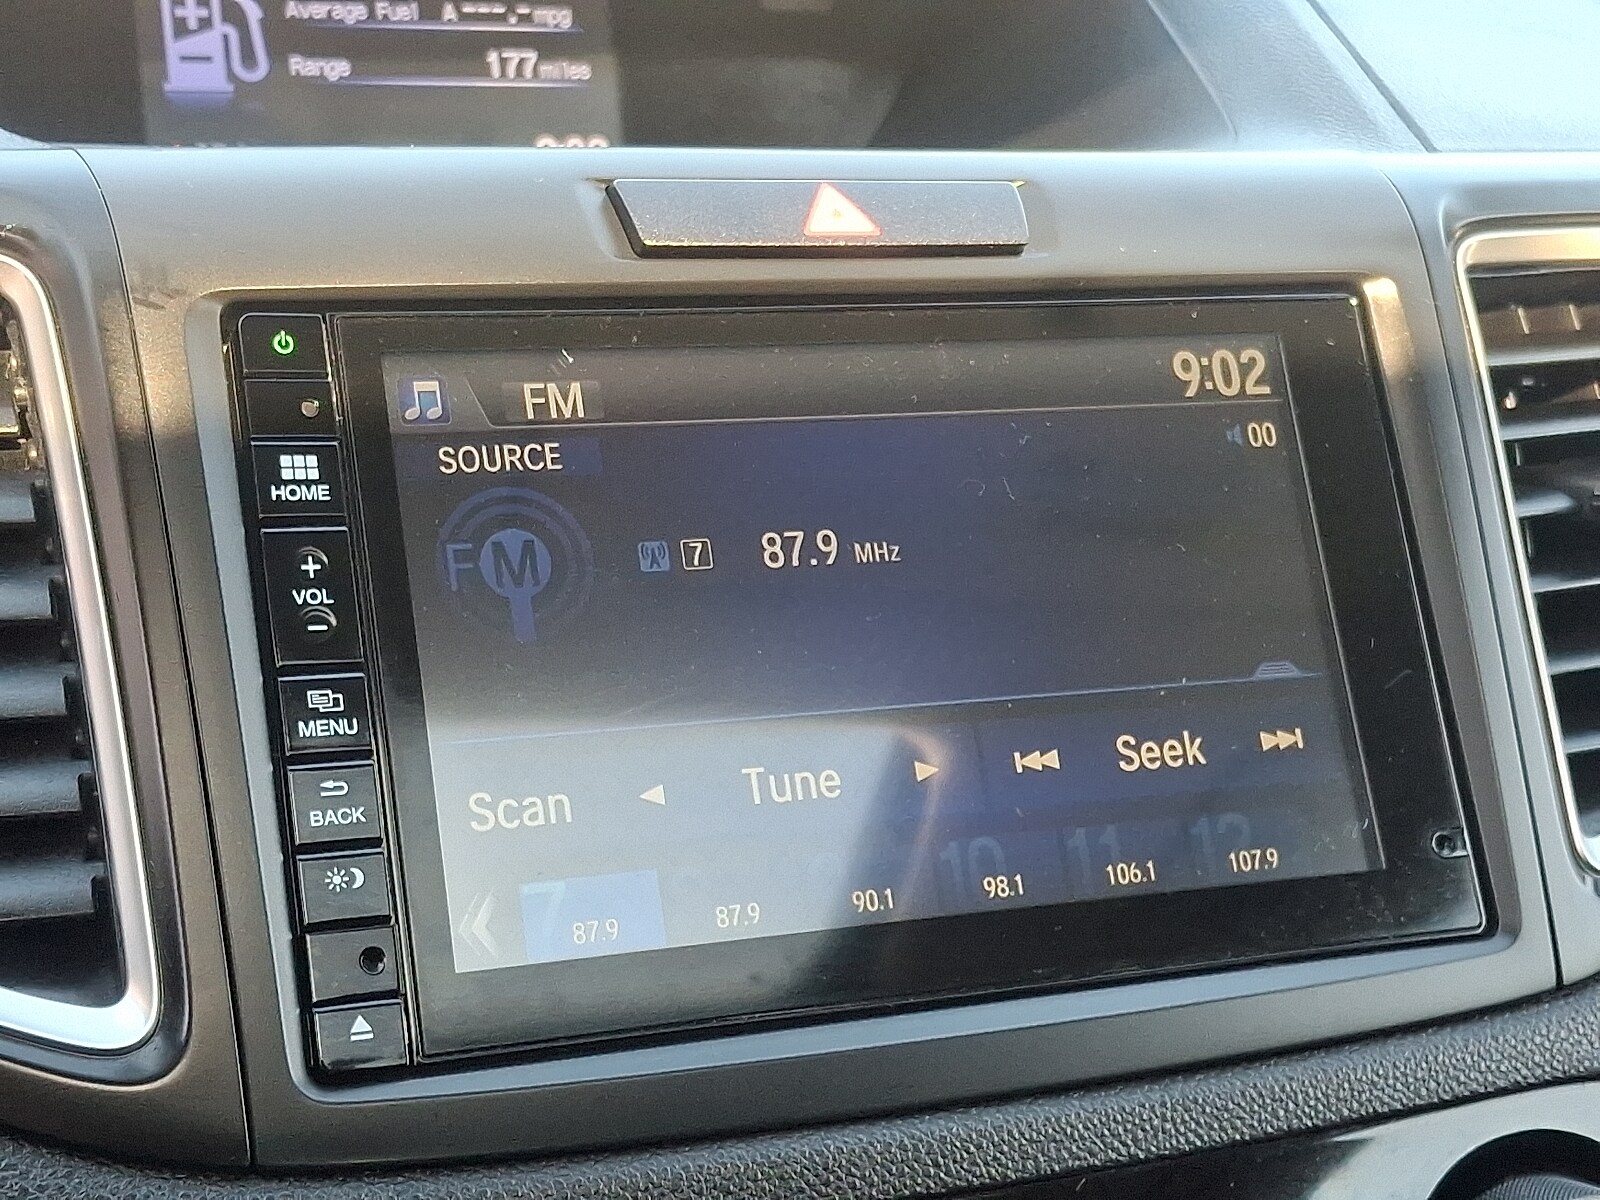 Average Fuel A ---.- mpg
Range 177 miles
FM 9:02
SOURCE 00
FM
7 87.9 MHz
HOME
VOL
MENU
BACK
Scan Tune Seek
7 10 11 12
87.9 87.9 90.1 98.1 106.1 107.9